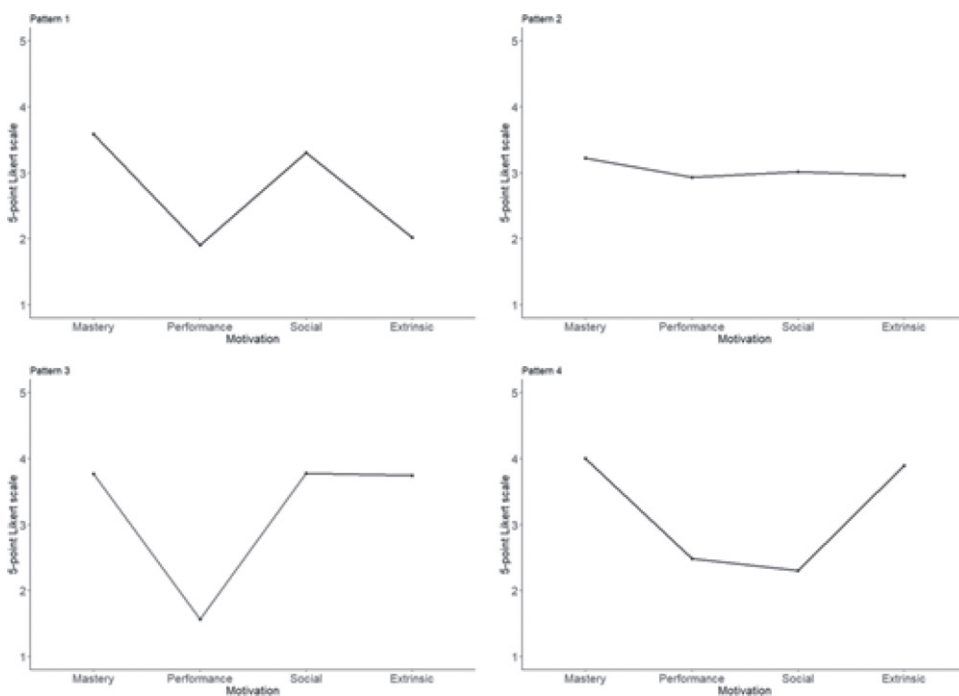 Pattern 1
5
4
3
2
1
5-point Likert scale
Mastery Performance Social Extrinsic
Motivation
Pattern 2
5
4
3
2
1
5-point Likert scale
Mastery Performance Social Extrinsic
Motivation
Pattern 3
5
4
3
2
1
5-point Likert scale
Mastery Performance Social Extrinsic
Motivation
Pattern 4
5
4
3
2
1
5-point Likert scale
Mastery Performance Social Extrinsic
Motivation